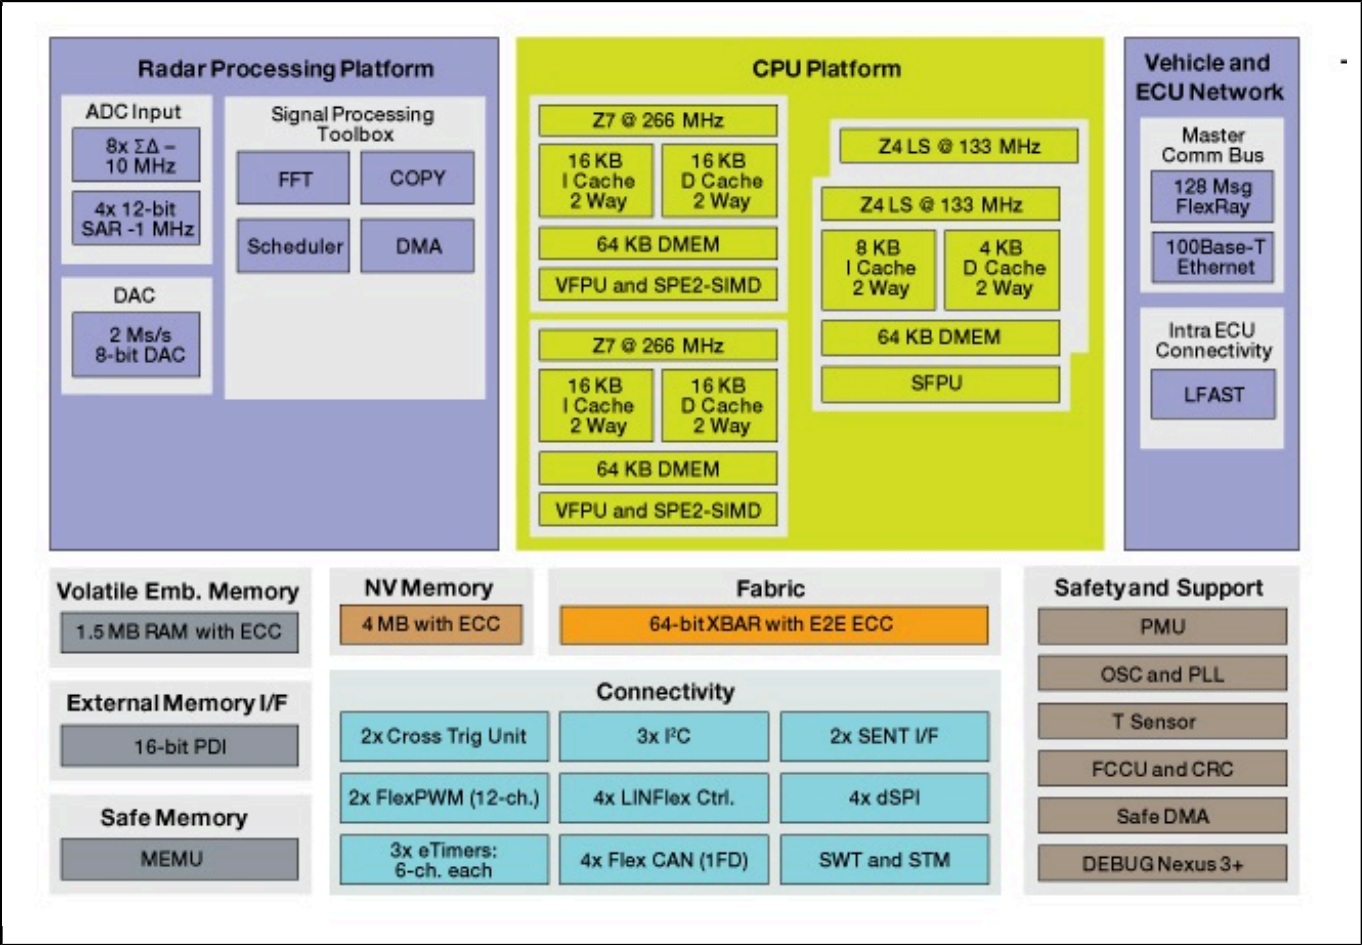 Radar Processing Platform
ADC Input
8x ΣΔ –
10 MHz
4x 12-bit
SAR -1 MHz
DAC
2 Ms/s
8-bit DAC
Signal Processing
Toolbox
FFT
COPY
Scheduler
DMA
CPU Platform
Z7 @ 266 MHz
16 KB
I Cache
2 Way
16 KB
D Cache
2 Way
64 KB DMEM
VFPU and SPE2-SIMD
Z7 @ 266 MHz
16 KB
I Cache
2 Way
16 KB
D Cache
2 Way
64 KB DMEM
VFPU and SPE2-SIMD
Z4 LS @ 133 MHz
Z4 LS @ 133 MHz
8 KB
I Cache
2 Way
4 KB
D Cache
2 Way
64 KB DMEM
SFPU
Vehicle and
ECU Network
Master
Comm Bus
128 Msg
FlexRay
100Base-T
Ethernet
Intra ECU
Connectivity
LFAST
Volatile Emb. Memory
1.5 MB RAM with ECC
External Memory I/F
16-bit PDI
Safe Memory
MEMU
NV Memory
4 MB with ECC
Fabric
64-bit XBAR with E2E ECC
Connectivity
2x Cross Trig Unit
3x I²C
2x SENT I/F
2x FlexPWM (12-ch.)
4x LINFlex Ctrl.
4x dSPI
3x eTimers:
6-ch. each
4x Flex CAN (1FD)
SWT and STM
Safety and Support
PMU
OSC and PLL
T Sensor
FCCU and CRC
Safe DMA
DEBUG Nexus 3+